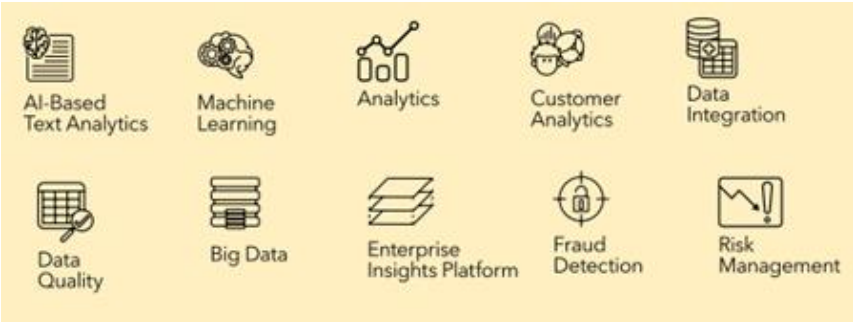 AI-Based
Text Analytics
Machine
Learning
Analytics
Customer
Analytics
Data
Integration
Data
Quality
Big Data
Enterprise
Insights Platform
Fraud
Detection
Risk
Management